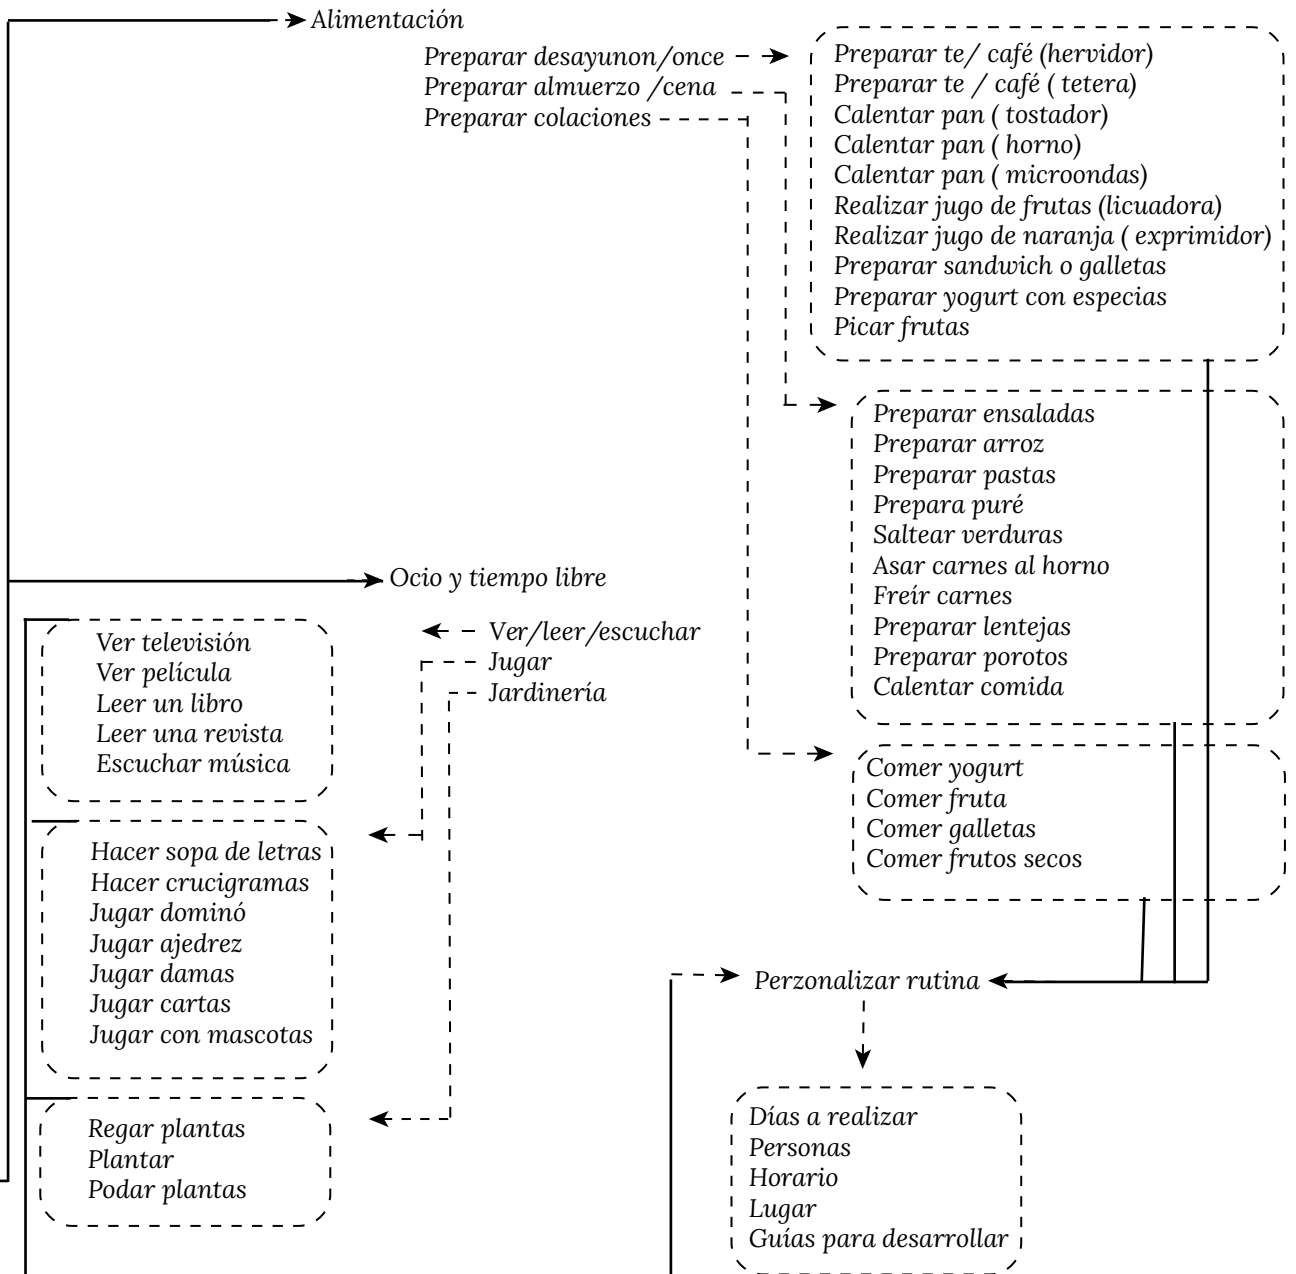 Alimentación
Preparar desayunon/once
Preparar almuerzo /cena
Preparar colaciones
Preparar te/ café (hervidor)
Preparar te / café ( tetera)
Calentar pan ( tostador)
Calentar pan ( horno)
Calentar pan ( microondas)
Realizar jugo de frutas (licuadora)
Realizar jugo de naranja ( exprimidor)
Preparar sandwich o galletas
Preparar yogurt con especias
Picar frutas
Preparar ensaladas
Preparar arroz
Preparar pastas
Prepara puré
Saltear verduras
Asar carnes al horno
Freír carnes
Preparar lentejas
Preparar porotos
Calentar comida
Comer yogurt
Comer fruta
Comer galletas
Comer frutos secos
Ocio y tiempo libre
Ver/leer/escuchar
Jugar
Jardinería
Ver televisión
Ver película
Leer un libro
Leer una revista
Escuchar música
Hacer sopa de letras
Hacer crucigramas
Jugar dominó
Jugar ajedrez
Jugar damas
Jugar cartas
Jugar con mascotas
Regar plantas
Plantar
Podar plantas
Perzonalizar rutina
Días a realizar
Personas
Horario
Lugar
Guías para desarrollar